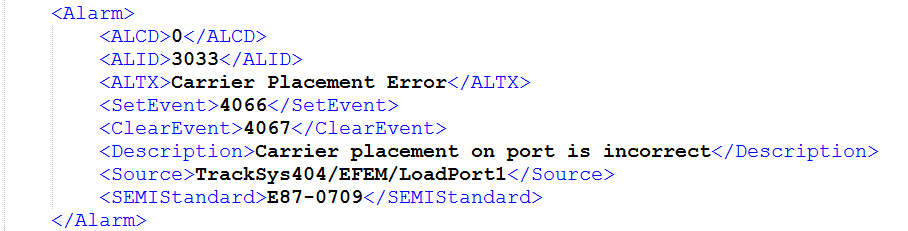 <Alarm>
<ALCD>0</ALCD>
<ALID>3033</ALID>
<ALTX>Carrier Placement Error</ALTX>
<SetEvent>4066</SetEvent>
<ClearEvent>4067</ClearEvent>
<Description>Carrier placement on port is incorrect</Description>
<Source>TrackSys404/EFEM/LoadPort1</Source>
<SEMIStandard>E87-0709</SEMIStandard>
</Alarm>